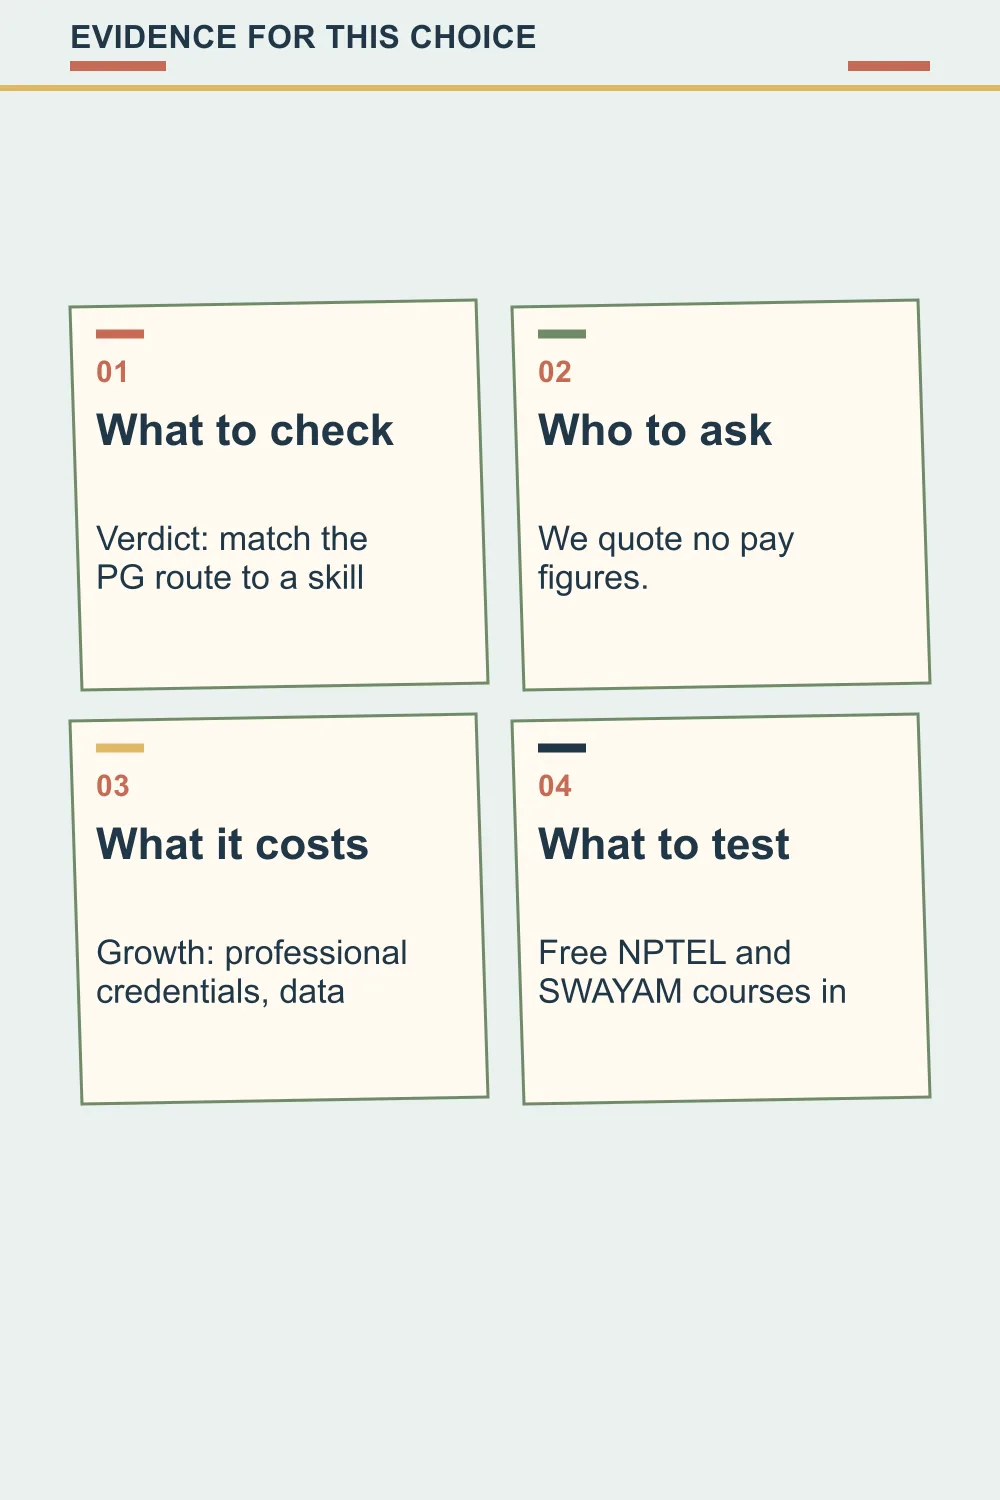 EVIDENCE FOR THIS CHOICE
01
What to check
Verdict: match the
PG route to a skill
02
Who to ask
We quote no pay
figures.
03
What it costs
Growth: professional
credentials, data
04
What to test
Free NPTEL and
SWAYAM courses in